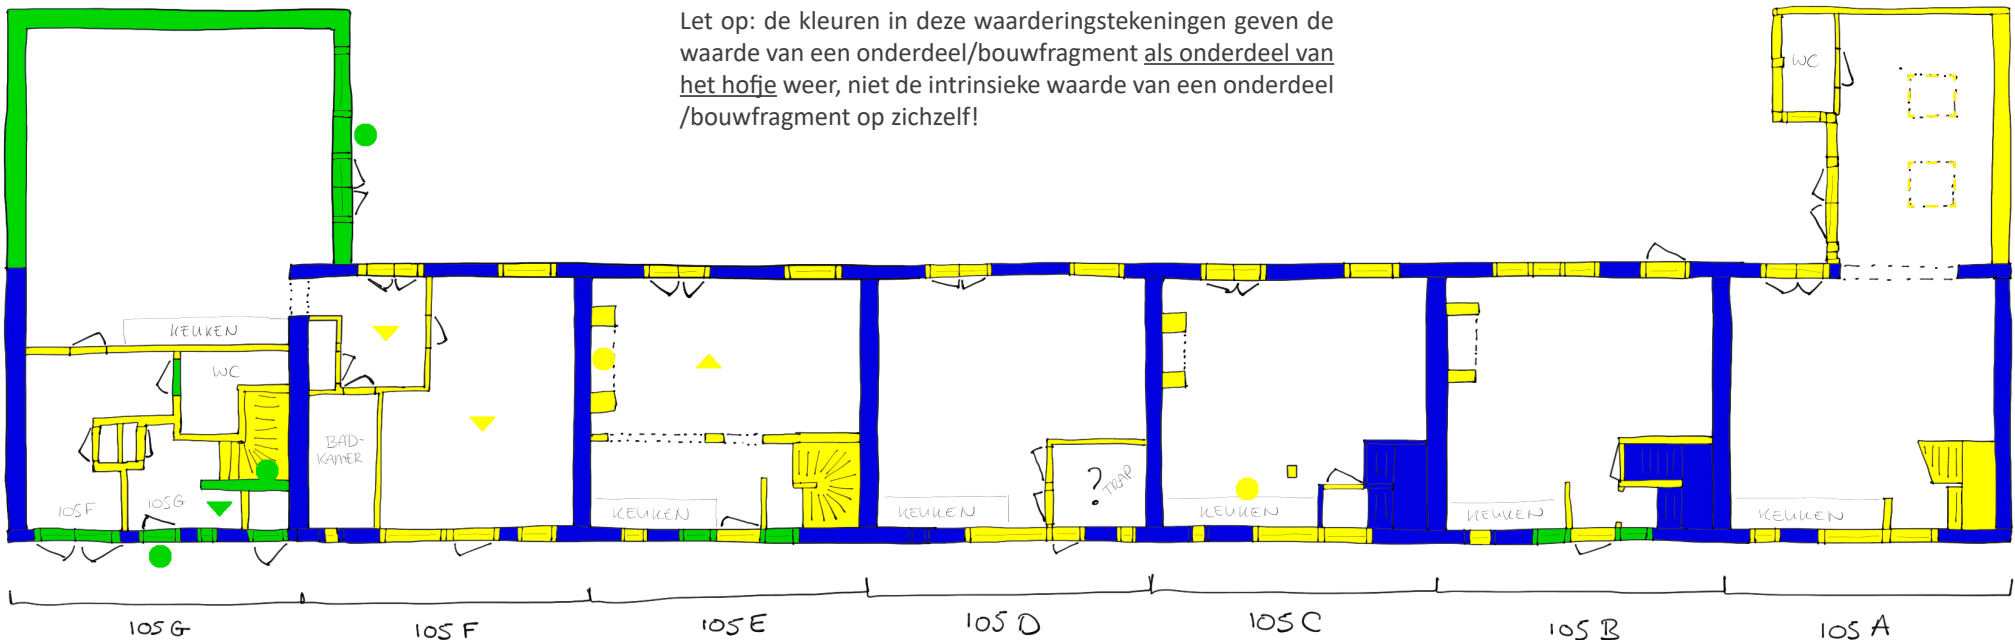 Let op: de kleuren in deze waarderingstekeningen geven de
waarde van een onderdeel/bouwfragment als onderdeel van
het hofje weer, niet de intrinsieke waarde van een onderdeel
/bouwfragment op zichzelf!
WC
KEUKEN
WC
BAD-
KAMER
105F
105G
KEUKEN
KEUKEN
? TRAP
KEUKEN
KEUKEN
KEUKEN
105 G
105 F
105 E
105 D
105 C
105 B
105 A